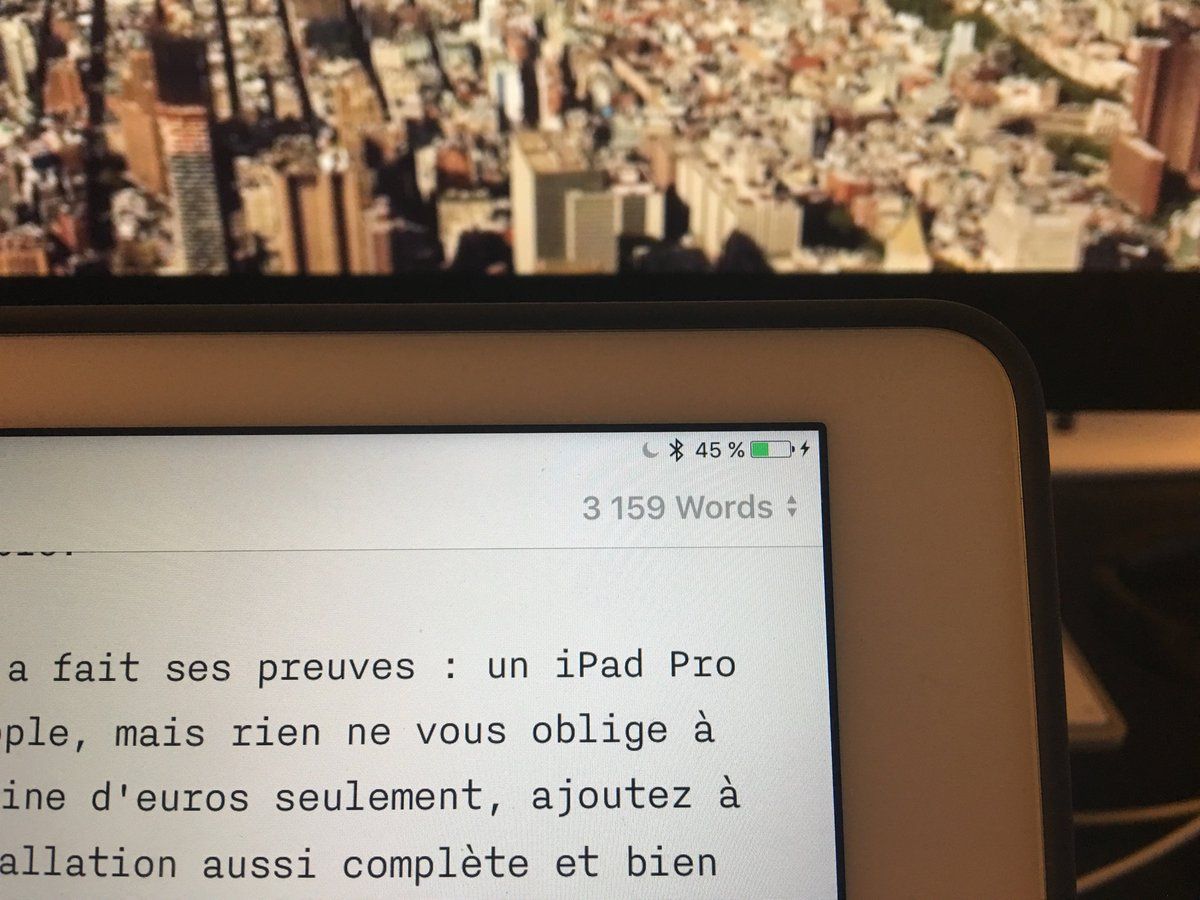 45 %
3 159 Words
a fait ses preuves : un iPad Pro
ple, mais rien ne vous oblige à
ine d'euros seulement, ajoutez à
allation aussi complète et bien